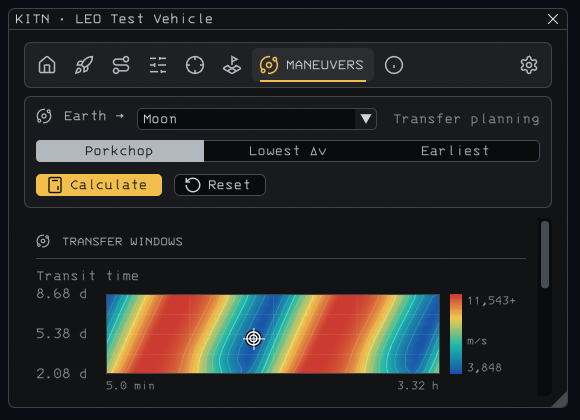 KITN · LEO Test Vehicle
MANEUVERS
Earth → Moon Transfer planning
Porkchop Lowest Δv Earliest
Calculate Reset
TRANSFER WINDOWS
Transit time
8.68 d 11,543+
5.38 d m/s
2.08 d 3,848
5.0 min 3.32 h